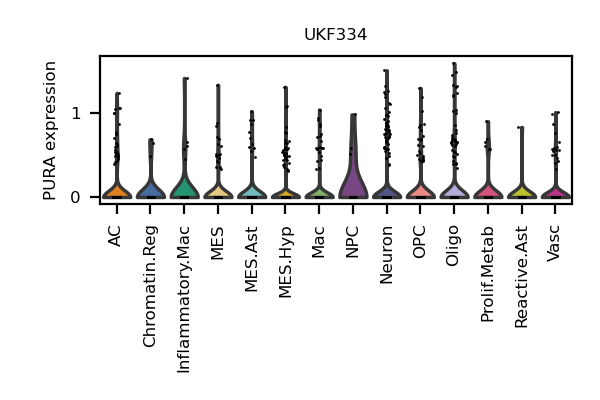 UKF334
PURA expression
1
0
AC
Chromatin.Reg
Inflammatory.Mac
MES
MES.Ast
MES.Hyp
Mac
NPC
Neuron
OPC
Oligo
Prolif.Metab
Reactive.Ast
Vasc